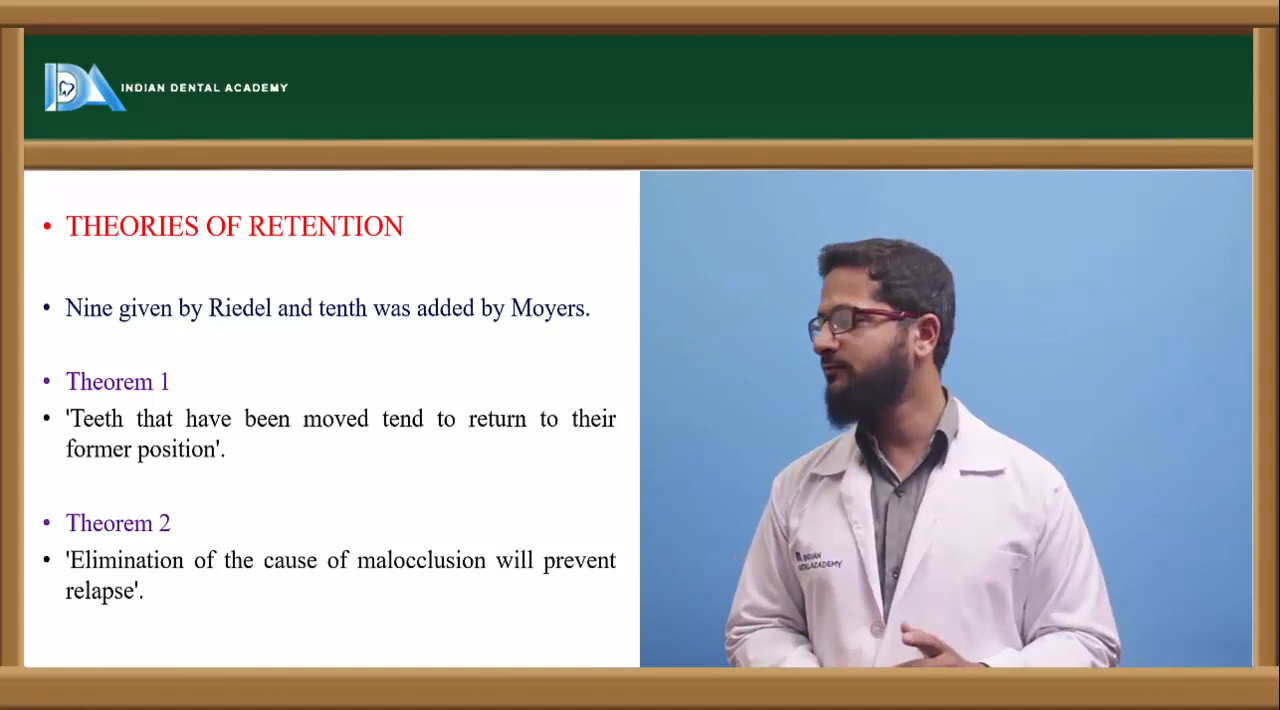 INDIAN DENTAL ACADEMY
• THEORIES OF RETENTION
• Nine given by Riedel and tenth was added by Moyers.
• Theorem 1
• 'Teeth that have been moved tend to return to their
former position'.
• Theorem 2
• 'Elimination of the cause of malocclusion will prevent
relapse'.
INDIAN
ACADEMY